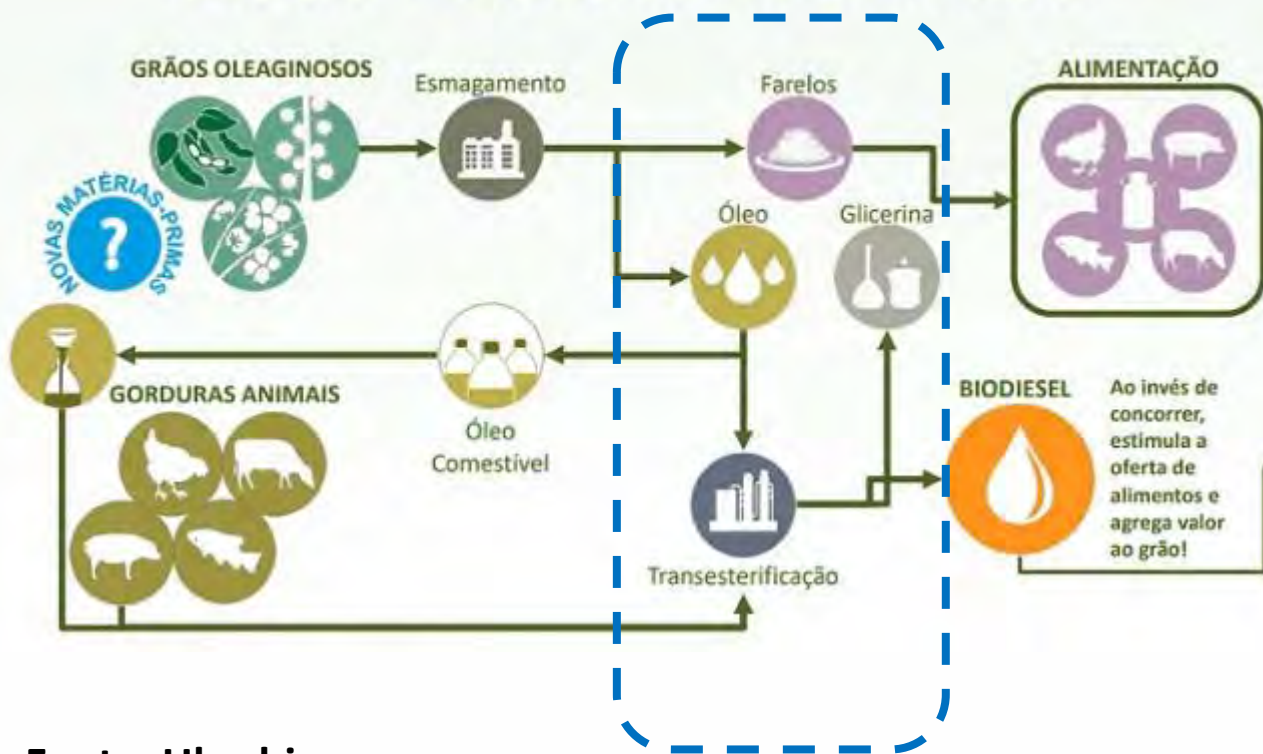 GRÃOS OLEAGINOSOS
Esmagamento
Farelos
ALIMENTAÇÃO
NOVAS MATÉRIAS-PRIMAS
?
Óleo
Glicerina
GORDURAS ANIMAIS
Óleo
Comestível
BIODIESEL
Ao invés de
concorrer,
estimula a
oferta de
alimentos e
agrega valor
ao grão!
Transesterificação